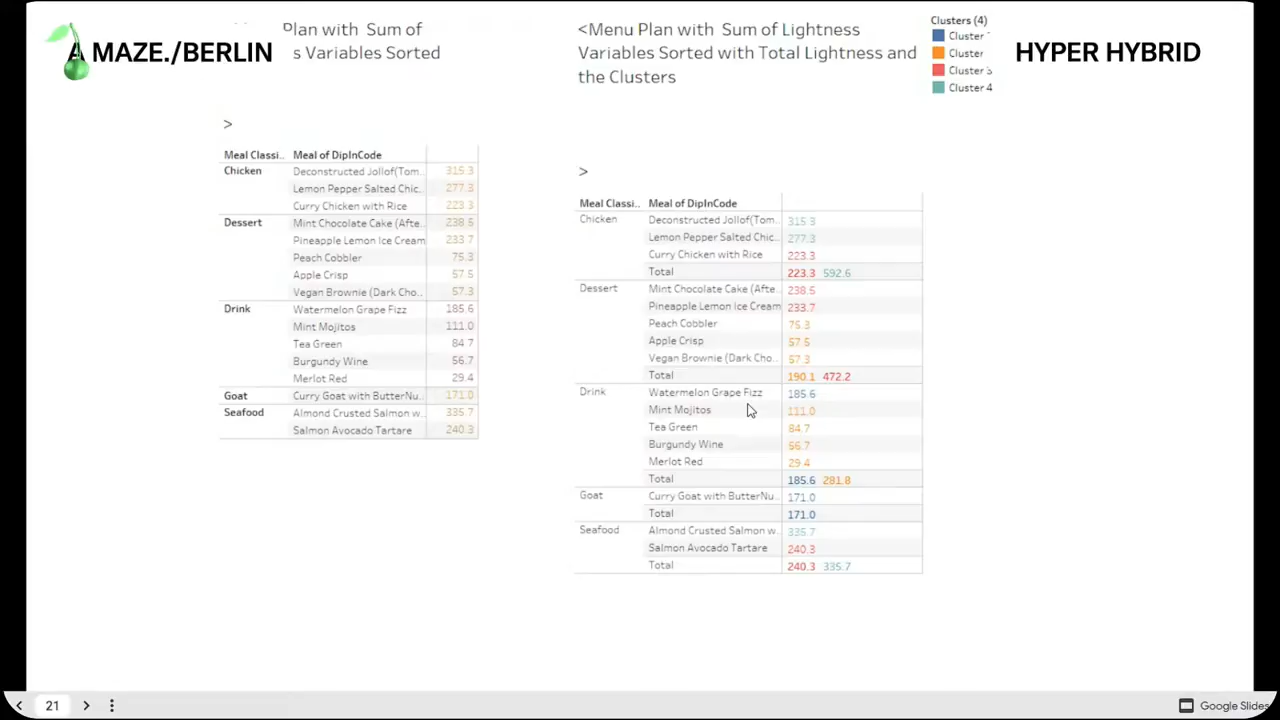 A MAZE./BERLIN
HYPER HYBRID
Plan with Sum of
s Variables Sorted
>
Meal Classi.. Meal of DipInCode
Chicken Deconstructed Jollof(Tom.. 315.3
Lemon Pepper Salted Chic.. 277.3
Curry Chicken with Rice 223.3
Dessert Mint Chocolate Cake (Afte.. 238.5
Pineapple Lemon Ice Cream 233.7
Peach Cobbler 75.3
Apple Crisp 57.5
Vegan Brownie (Dark Cho.. 57.3
Drink Watermelon Grape Fizz 185.6
Mint Mojitos 111.0
Tea Green 84.7
Burgundy Wine 56.7
Merlot Red 29.4
Goat Curry Goat with ButterNu.. 171.0
Seafood Almond Crusted Salmon w.. 335.7
Salmon Avocado Tartare 240.3
<Menu Plan with Sum of Lightness
Variables Sorted with Total Lightness and
the Clusters
>
Meal Classi.. Meal of DipInCode
Chicken Deconstructed Jollof(Tom.. 315.3
Lemon Pepper Salted Chic.. 277.3
Curry Chicken with Rice 223.3
Total 223.3 592.6
Dessert Mint Chocolate Cake (Afte.. 238.5
Pineapple Lemon Ice Cream 233.7
Peach Cobbler 75.3
Apple Crisp 57.5
Vegan Brownie (Dark Cho.. 57.3
Total 190.1 472.2
Drink Watermelon Grape Fizz 185.6
Mint Mojitos 111.0
Tea Green 84.7
Burgundy Wine 56.7
Merlot Red 29.4
Total 185.6 281.8
Goat Curry Goat with ButterNu.. 171.0
Total 171.0
Seafood Almond Crusted Salmon w.. 335.7
Salmon Avocado Tartare 240.3
Total 240.3 335.7
Clusters (4)
Cluster
Cluster
Cluster 3
Cluster 4
21
Google Slides